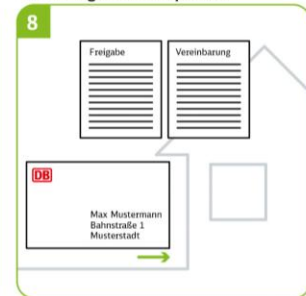 8
Freigabe
Vereinbarung
DB
Max Mustermann
Bahnstraße 1
Musterstadt